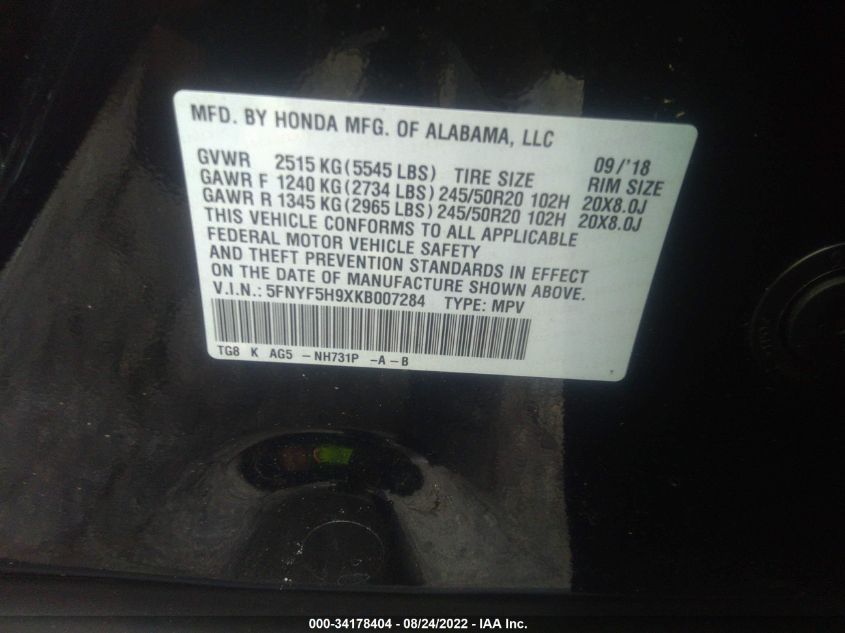 MFD. BY HONDA MFG. OF ALABAMA, LLC 09/'18
GVWR 2515 KG(5545 LBS) TIRE SIZE RIM SIZE
GAWR F 1240 KG(2734 LBS)245/50R20 102H 20X8.0J
GAWR R 1345 KG(2965 LBS)245/50R20 102H 20X8.0J
THIS VEHICLE CONFORMS TO ALL APPLICABLE
FEDERAL MOTOR VEHICLE SAFETY
AND THEFT PREVENTION STANDARDS IN EFFECT
ON THE DATE OF MANUFACTURE SHOWN ABOVE.
V.I.N.: 5FNYF5H9XKB007284 TYPE: MPV
TG8 K AG5 -NH731P -A-B
000-34178404 - 08/24/2022 - IAA Inc.